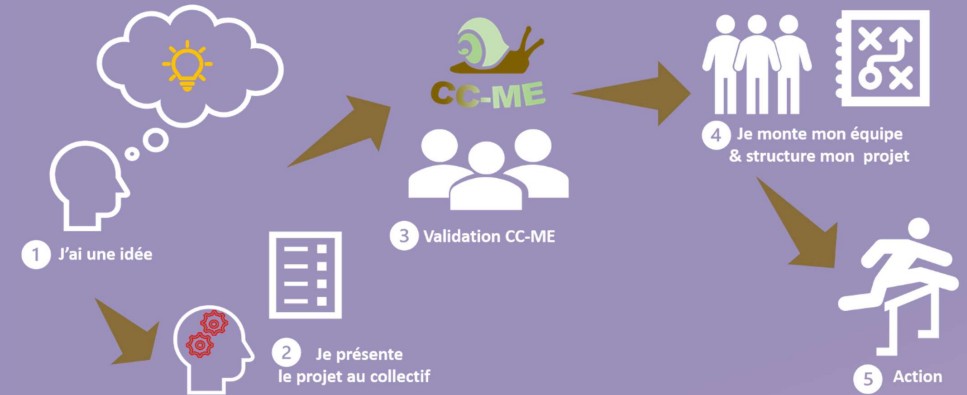 1 J'ai une idée
2 Je présente
le projet au collectif
CC-ME
3 Validation CC-ME
4 Je monte mon équipe
& structure mon projet
5 Action